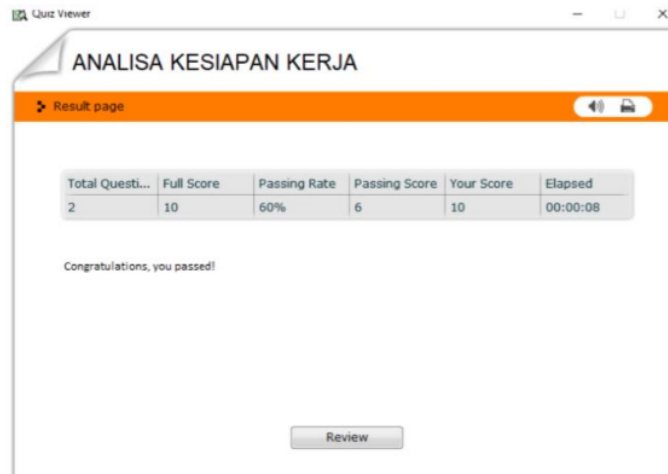 Quiz Viewer
ANALISA KESIAPAN KERJA
Result page
Total Questi... Full Score Passing Rate Passing Score Your Score Elapsed
2 10 60% 6 10 00:00:08
Congratulations, you passed!
Review